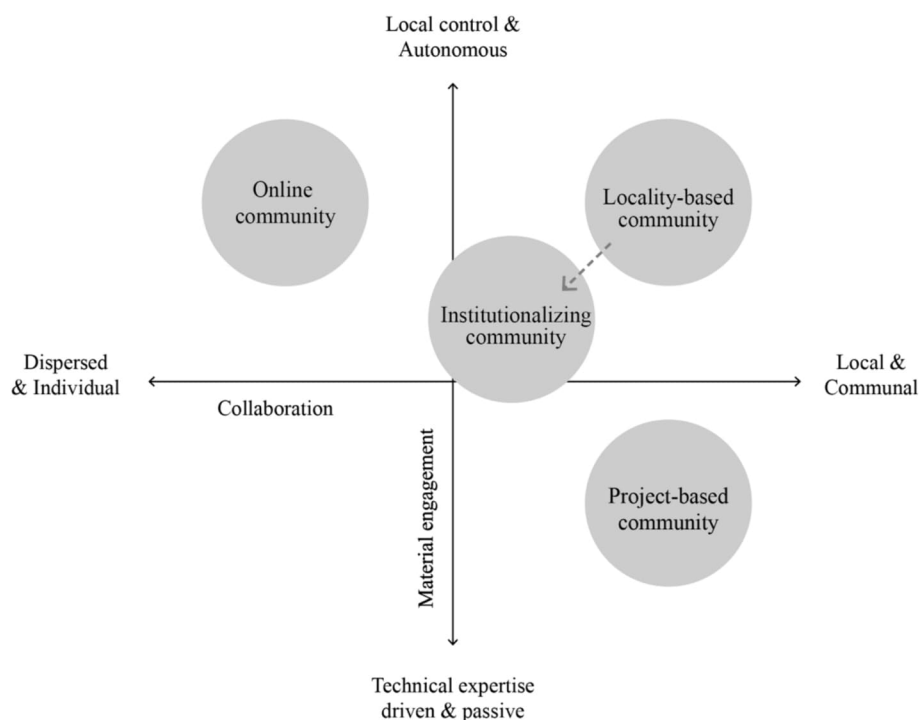 Local control &
Autonomous
Online
community
Locality-based
community
Institutionalizing
community
Dispersed
& Individual
Local &
Communal
Collaboration
Material engagement
Project-based
community
Technical expertise
driven & passive